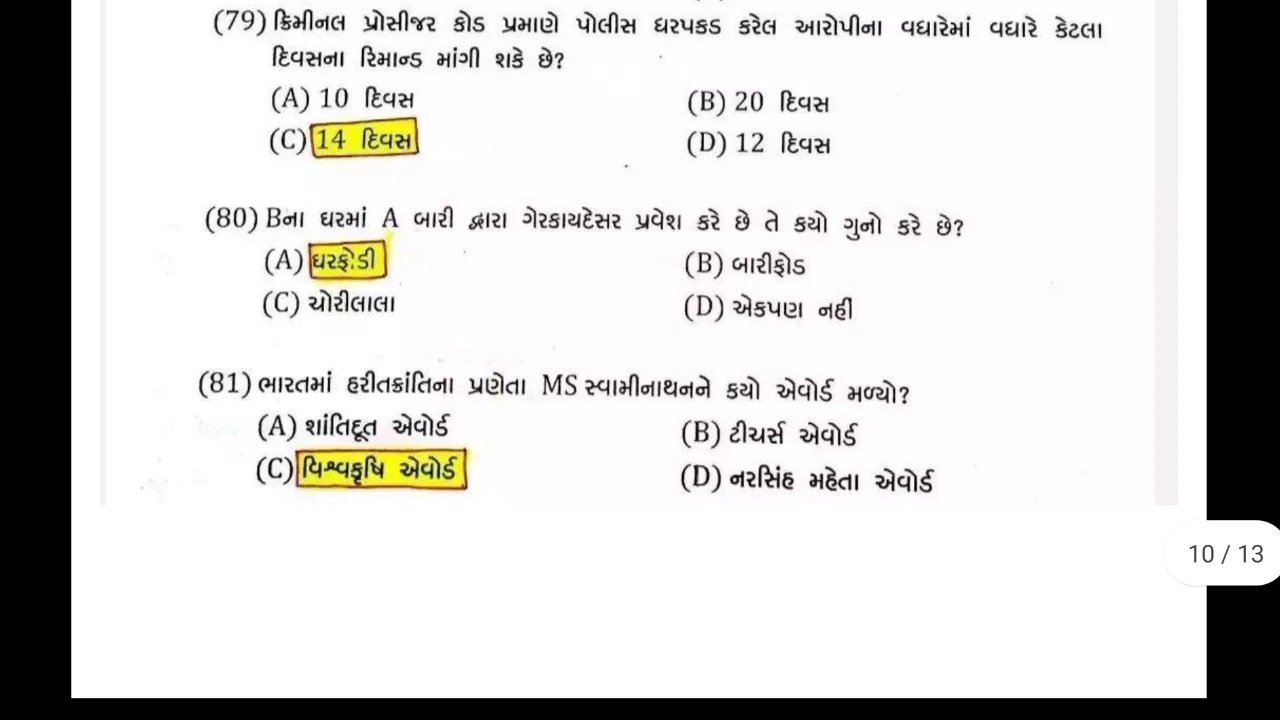 (79) ક્રિમીનલ પ્રોસીજર કોડ પ્રમાણે પોલીસ ધરપકડ કરેલ આરોપીના વધારેમાં વધારે કેટલા
દિવસના રિમાન્ડ માંગી શકે છે?
(A) 10 દિવસ (B) 20 દિવસ
(C) 14 દિવસ (D) 12 દિવસ
(80) Bના ઘરમાં A બારી દ્વારા ગેરકાયદેસર પ્રવેશ કરે છે તે કયો ગુનો કરે છે?
(A) ઘરફોડી (B) બારીફોડ
(C) ચોરીલાલા (D) એકપણ નહીં
(81) ભારતમાં હરીતક્રાંતિના પ્રણેતા MS સ્વામીનાથનને કયો એવોર્ડ મળ્યો?
(A) શાંતિદૂત એવોર્ડ (B) ટીચર્સ એવોર્ડ
(C) વિશ્વકૃષિ એવોર્ડ (D) નરસિંહ મહેતા એવોર્ડ
10 / 13